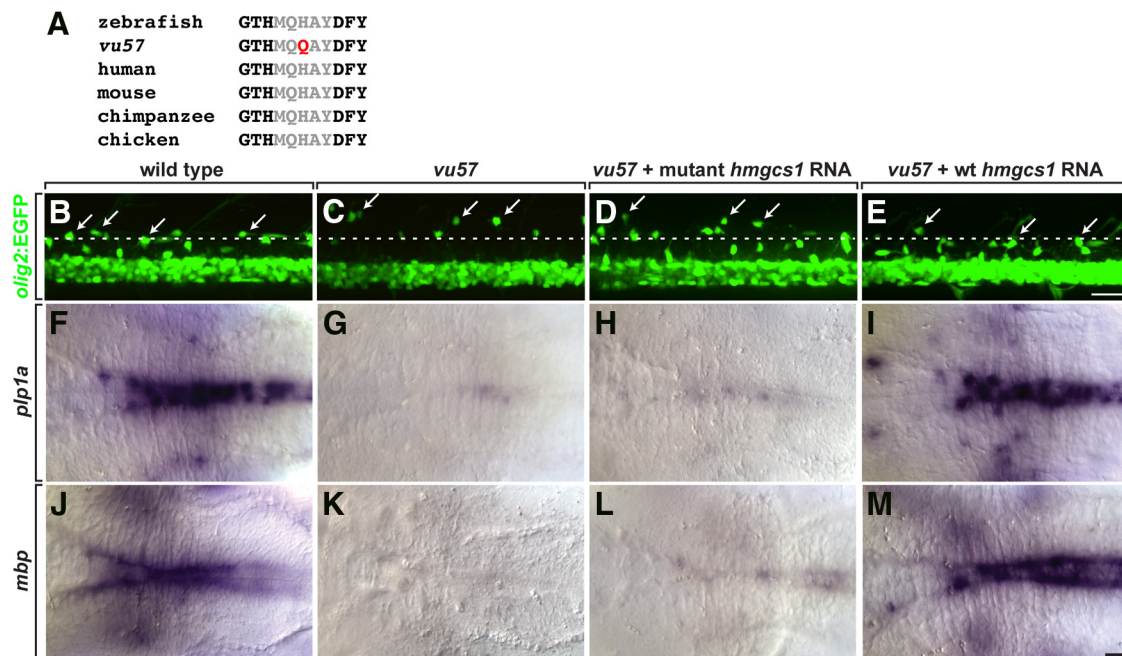 A
zebrafish GTHMQHAYDFY
vu57 GTHMQQAYDFY
human GTHMQHAYDFY
mouse GTHMQHAYDFY
chimpanzee GTHMQHAYDFY
chicken GTHMQHAYDFY
wild type vu57 vu57 + mutant hmgcs1 RNA vu57 + wt hmgcs1 RNA
olig2:EGFP B C D E
plp1a F G H I
mbp J K L M